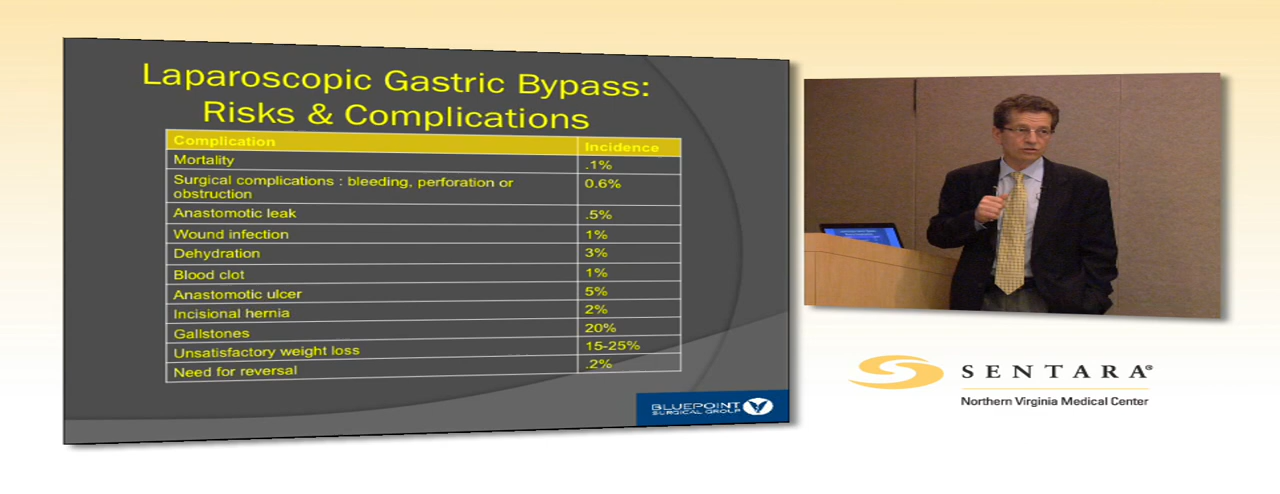 Laparoscopic Gastric Bypass:
Risks & Complications
Complication Incidence
Mortality .1%
Surgical complications : bleeding, perforation or 0.6%
obstruction
Anastomotic leak .5%
Wound infection 1%
Dehydration 3%
Blood clot 1%
Anastomotic ulcer 5%
Incisional hernia 2%
Gallstones 20%
Unsatisfactory weight loss 15-25%
Need for reversal .2%
BLUEPOINT
SURGICAL GROUP
SENTARA®
Northern Virginia Medical Center